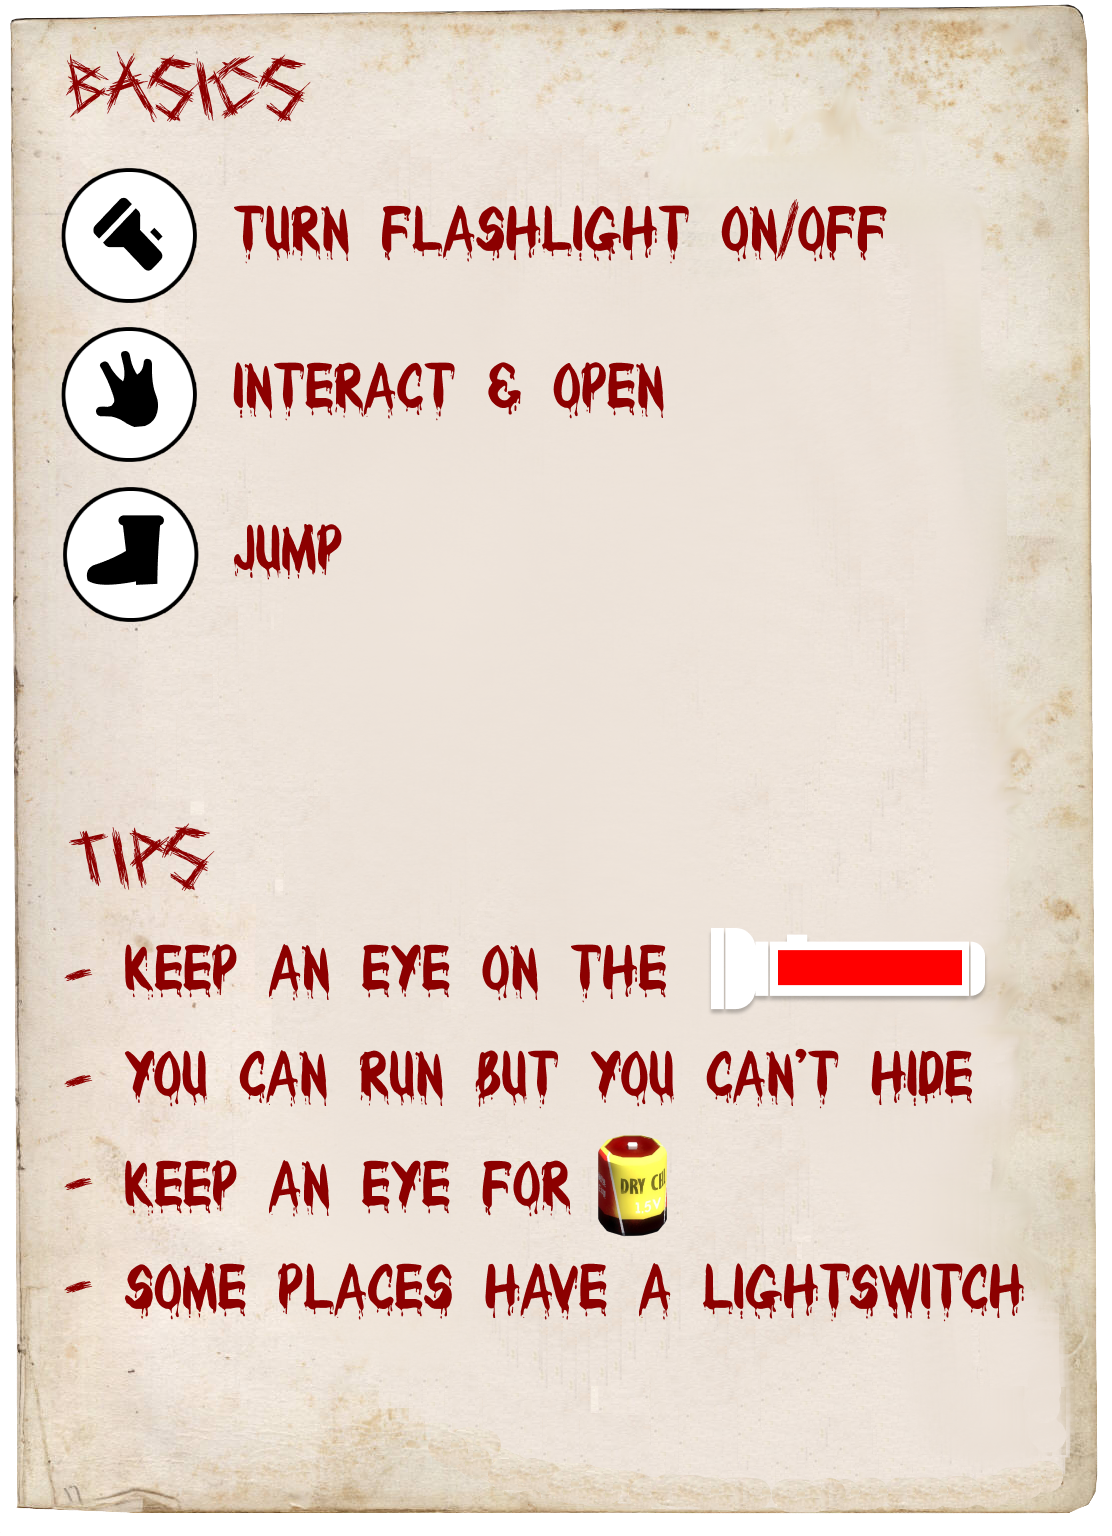 BASICS
TURN FLASHLIGHT ON/OFF
INTERACT & OPEN
JUMP
TIPS
- KEEP AN EYE ON THE
- YOU CAN RUN BUT YOU CAN'T HIDE
- KEEP AN EYE FOR
DRY
1.5V
- SOME PLACES HAVE A LIGHTSWITCH